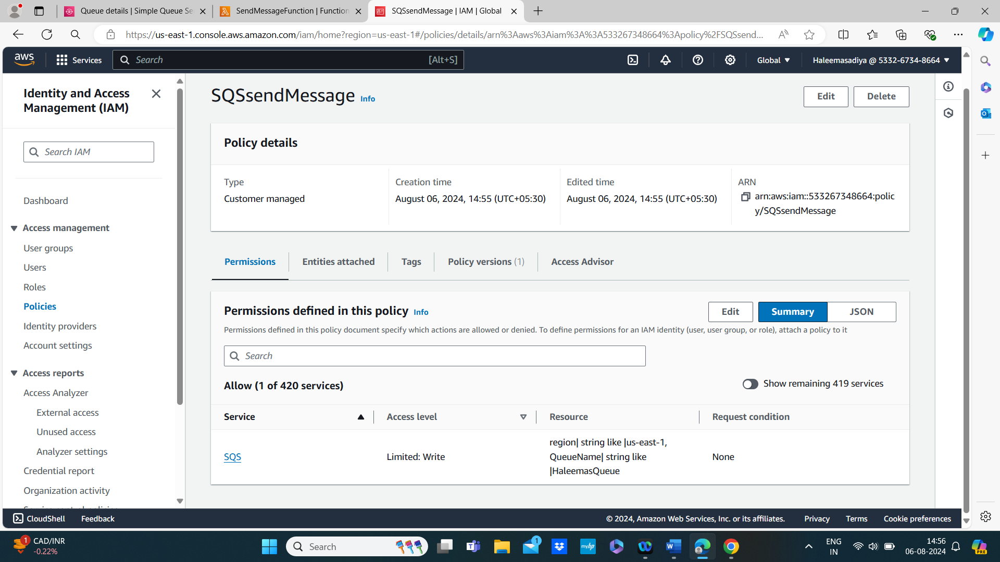 Queue details | Simple Queue Se
SendMessageFunction | Function
SQSsendMessage | IAM | Global
https://us-east-1.console.aws.amazon.com/iam/home?region=us-east-1#/policies/details/arn%3Aaws%3Aiam%3A%3A533267348664%3Apolicy%2FSQSsend...
aws
Services
Search
[Alt+S]
Global
Haleemasadiya @ 5332-6734-8664
Identity and Access
Management (IAM)
Search IAM
Dashboard
Access management
User groups
Users
Roles
Policies
Identity providers
Account settings
Access reports
Access Analyzer
External access
Unused access
Analyzer settings
Credential report
Organization activity
SQSsendMessage Info
Edit
Delete
Policy details
Type
Customer managed
Creation time
August 06, 2024, 14:55 (UTC+05:30)
Edited time
August 06, 2024, 14:55 (UTC+05:30)
ARN
arn:aws:iam::533267348664:polic
y/SQSsendMessage
Permissions
Entities attached
Tags
Policy versions (1)
Access Advisor
Permissions defined in this policy Info
Edit
Summary
JSON
Permissions defined in this policy document specify which actions are allowed or denied. To define permissions for an IAM identity (user, user group, or role), attach a policy to it
Search
Allow (1 of 420 services)
Show remaining 419 services
Service
Access level
Resource
Request condition
SQS
Limited: Write
region| string like |us-east-1,
QueueName| string like
|HaleemasQueue
None
CloudShell
Feedback
© 2024, Amazon Web Services, Inc. or its affiliates.
Privacy
Terms
Cookie preferences
1
CAD/INR
-0.22%
Search
1
myhp
ENG
IN
14:56
06-08-2024
PRE